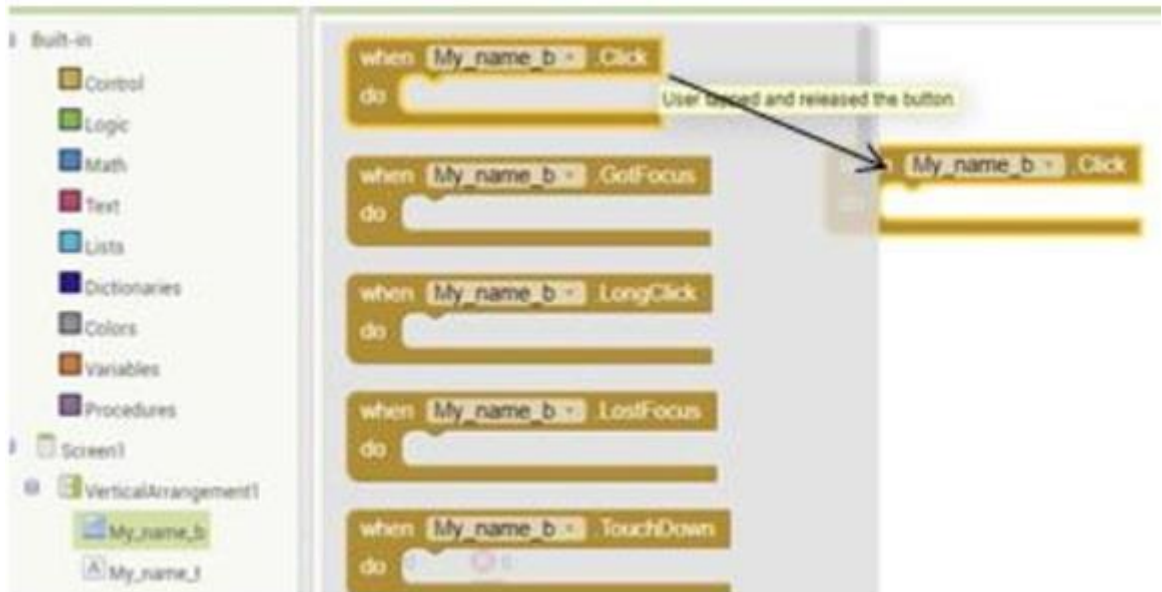 Built-in
Control
Logic
Math
Text
Lists
Dictionaries
Colors
Variables
Procedures
Screen1
VerticalArrangement1
My_name_b
My_name_t
when My_name_b .Click
do
User tapped and released the button
when My_name_b .GotFocus
do
when My_name_b .LongClick
do
when My_name_b .LostFocus
do
when My_name_b .TouchDown
do
My_name_b .Click
do